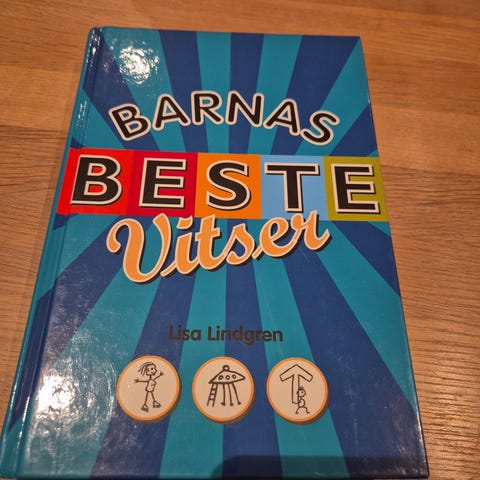 BARNAS
BESTE
Vitser
Lisa Lindgren